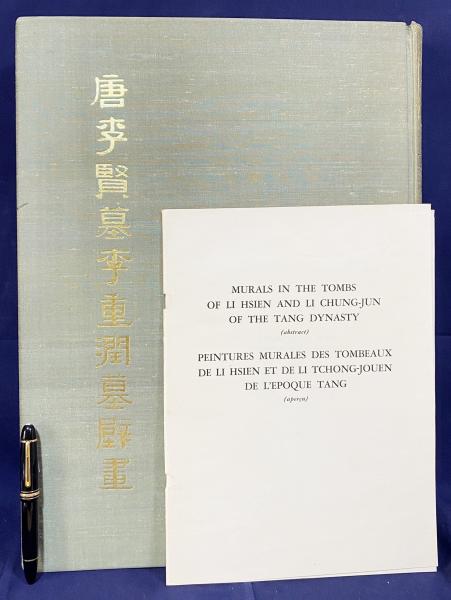 唐李賢墓李重潤墓壁畫
MURALS IN THE TOMBS
OF LI HSIEN AND LI CHUNG-JUN
OF THE TANG DYNASTY
(abstract)
PEINTURES MURALES DES TOMBEAUX
DE LI HSIEN ET DE LI TCHONG-JOUEN
DE L'EPOQUE TANG
(aperçu)